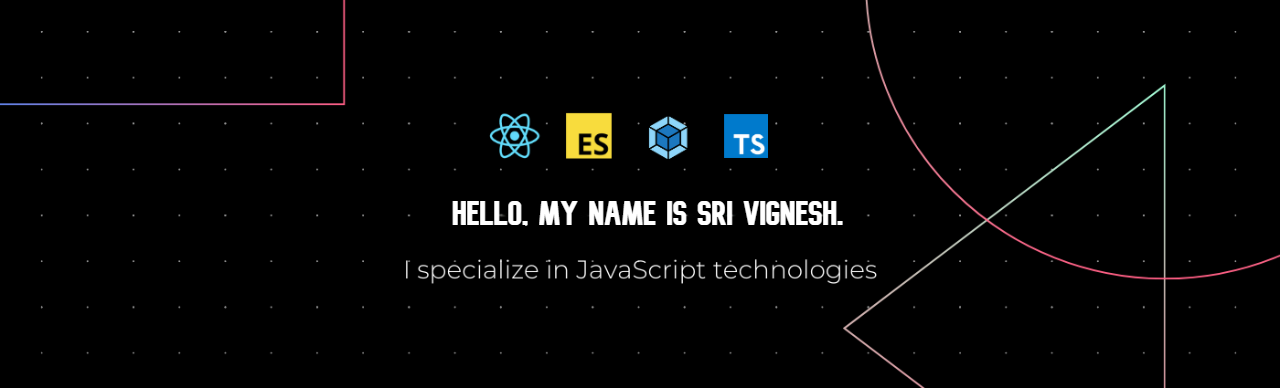 ES TS
HELLO, MY NAME IS SRI VIGNESH.
I specialize in JavaScript technologies